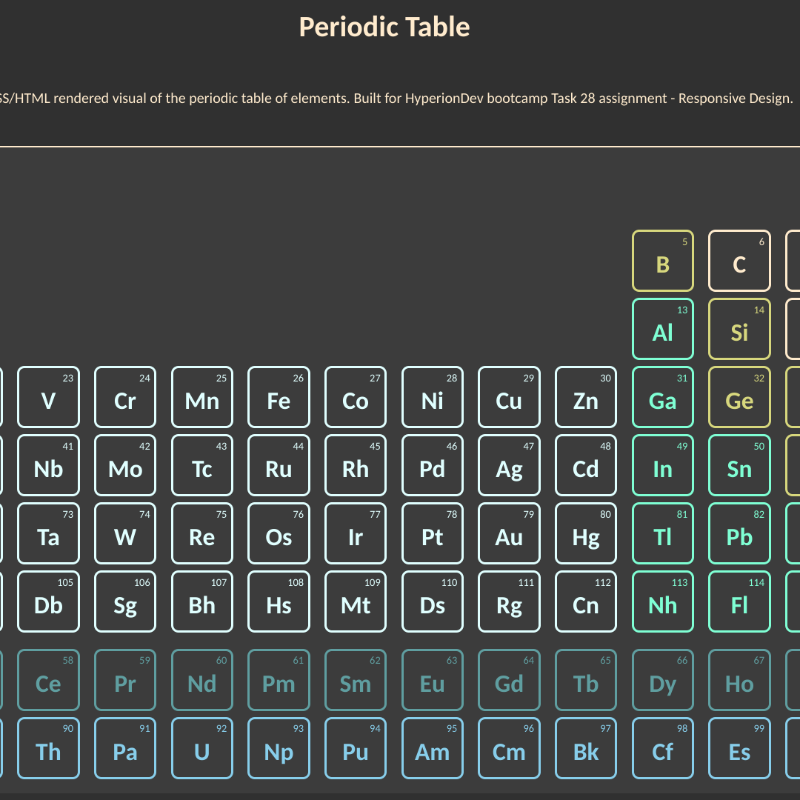 Periodic Table
SS/HTML rendered visual of the periodic table of elements. Built for HyperionDev bootcamp Task 28 assignment - Responsive Design.
5 6
B C
13 14
Al Si
23 24 25 26 27 28 29 30 31 32
V Cr Mn Fe Co Ni Cu Zn Ga Ge
41 42 43 44 45 46 47 48 49 50
Nb Mo Tc Ru Rh Pd Ag Cd In Sn
73 74 75 76 77 78 79 80 81 82
Ta W Re Os Ir Pt Au Hg Tl Pb
105 106 107 108 109 110 111 112 113 114
Db Sg Bh Hs Mt Ds Rg Cn Nh Fl
58 59 60 61 62 63 64 65 66 67
Ce Pr Nd Pm Sm Eu Gd Tb Dy Ho
90 91 92 93 94 95 96 97 98 99
Th Pa U Np Pu Am Cm Bk Cf Es